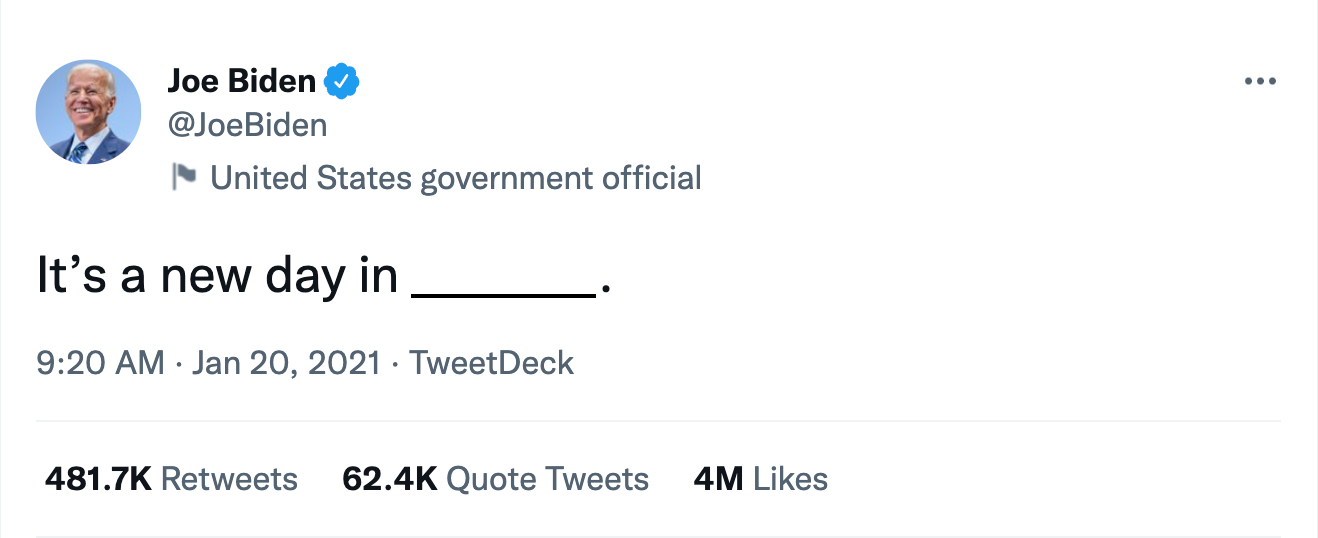 Joe Biden
@JoeBiden
United States government official
It’s a new day in ________.
9:20 AM · Jan 20, 2021 · TweetDeck
481.7K Retweets 62.4K Quote Tweets 4M Likes